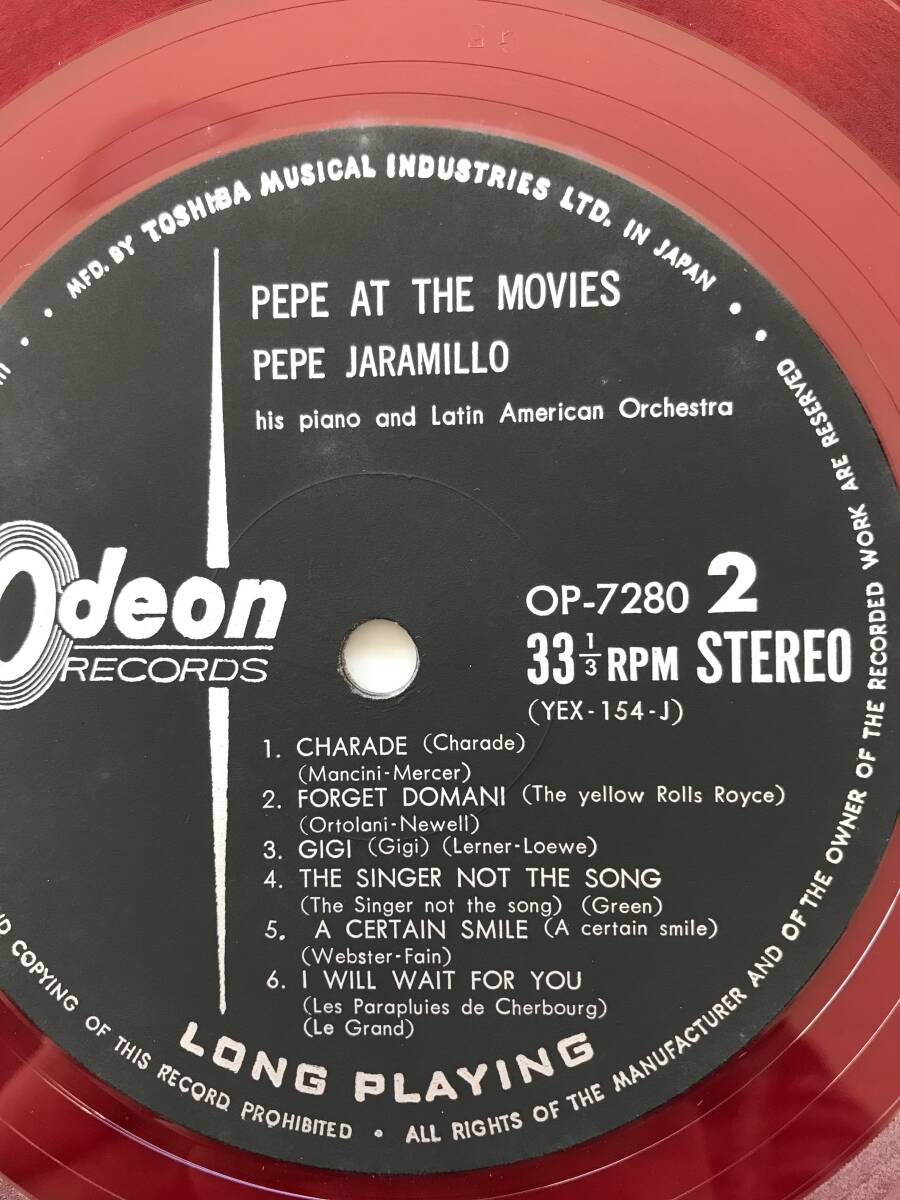 MFD. BY TOSHIBA MUSICAL INDUSTRIES LTD. IN JAPAN
PEPE AT THE MOVIES
PEPE JARAMILLO
his piano and Latin American Orchestra
Odeon
RECORDS
OP-7280 2
33 1/3 RPM STEREO
(YEX-154-J)
1. CHARADE (Charade)
(Mancini-Mercer)
2. FORGET DOMANI (The yellow Rolls Royce)
(Ortolani-Newell)
3. GIGI (Gigi) (Lerner-Loewe)
4. THE SINGER NOT THE SONG
(The Singer not the song) (Green)
5. A CERTAIN SMILE (A certain smile)
(Webster-Fain)
6. I WILL WAIT FOR YOU
(Les Parapluies de Cherbourg)
(Le Grand)
LONG PLAYING
COPYING OF THIS RECORD PROHIBITED • ALL RIGHTS OF THE MANUFACTURER AND OF THE OWNER OF THE RECORDED WORK ARE RESERVED